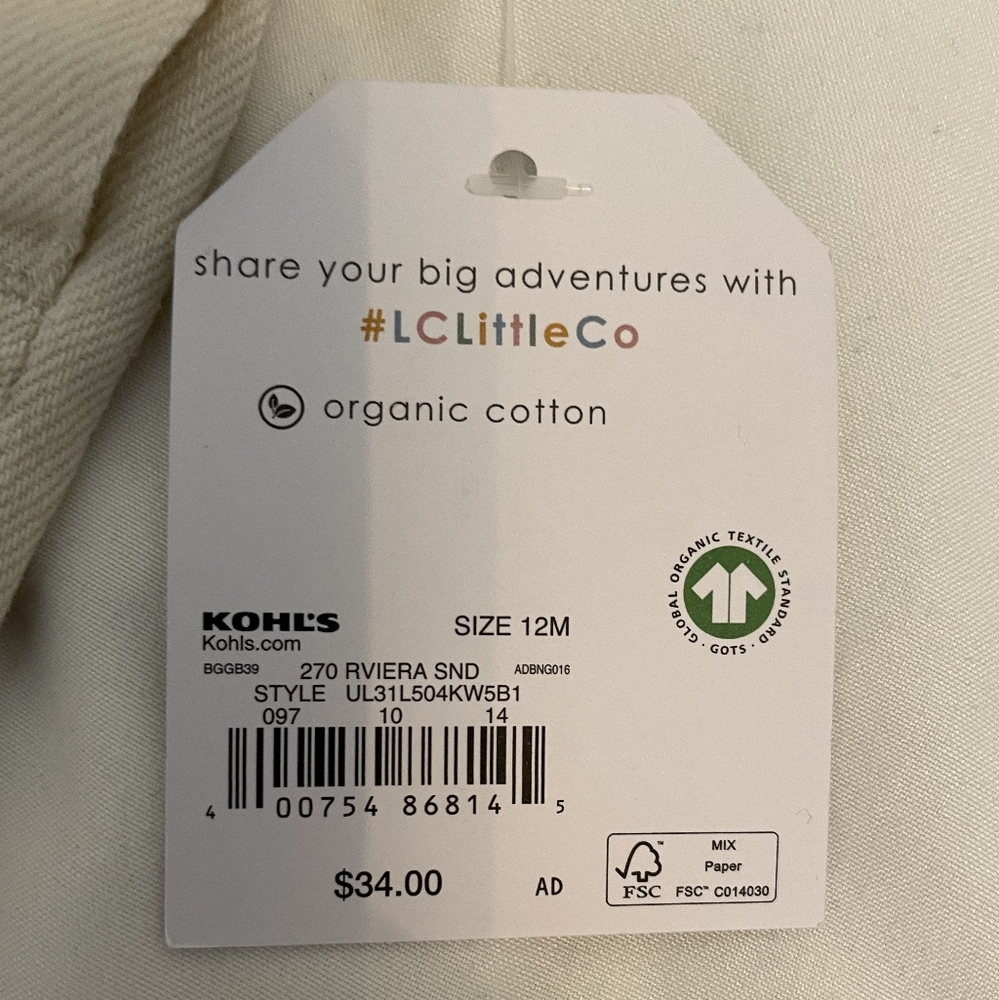 share your big adventures with
#LCLittleCo
organic cotton
GLOBAL ORGANIC TEXTILE STANDARD · GOTS ·
KOHL'S SIZE 12M
Kohls.com
BGGB39 270 RVIERA SND ADBNG016
STYLE UL31L504KW5B1
097 10 14
4 00754 86814 5
$34.00 AD
MIX
Paper
FSC™ C014030
FSC